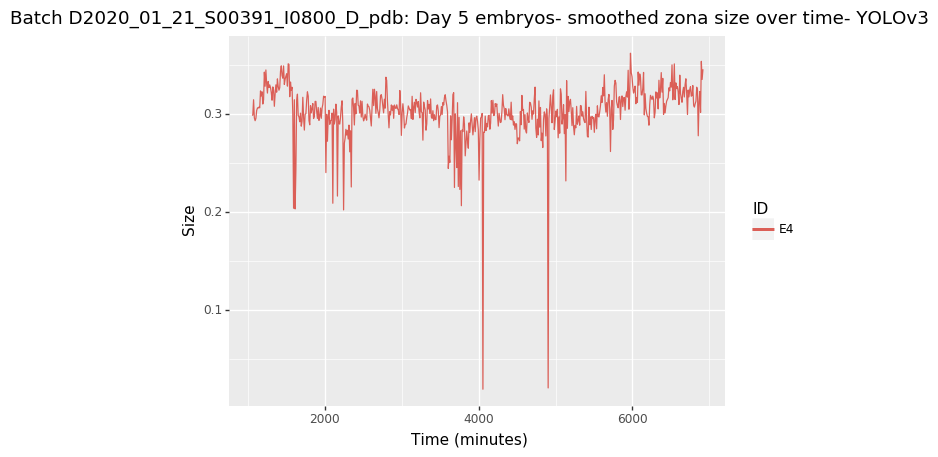 Batch D2020_01_21_S00391_I0800_D_pdb: Day 5 embryos- smoothed zona size over time- YOLOv3
0.3
0.2
0.1
Size
2000
4000
6000
Time (minutes)
ID
E4